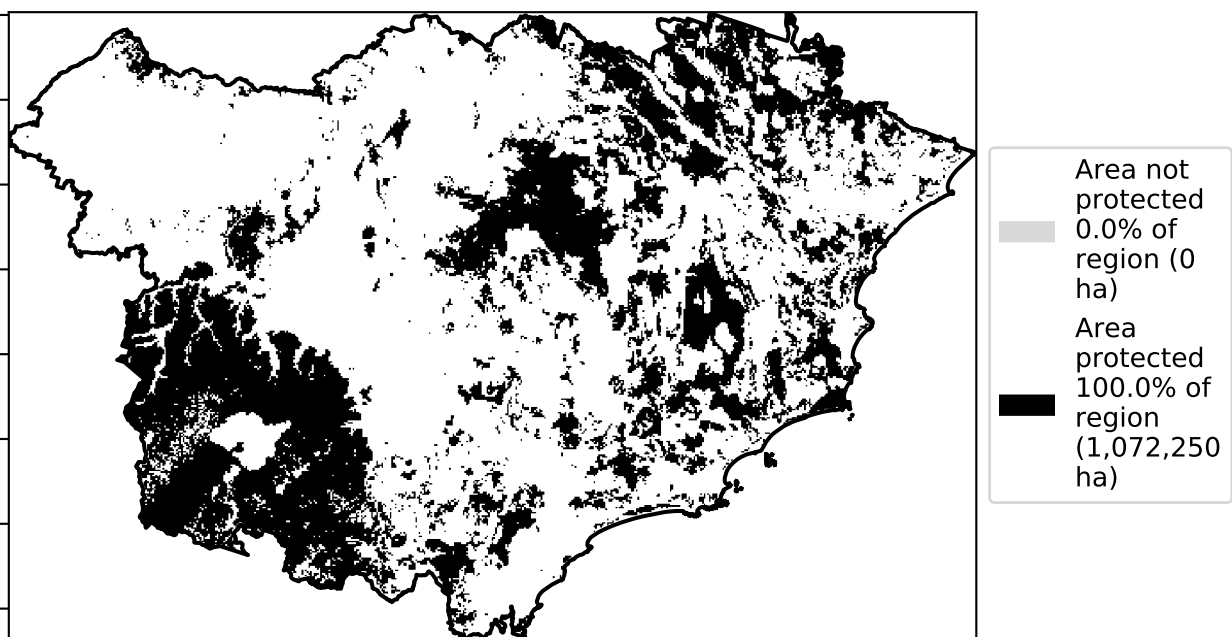 Area not
protected
0.0% of
region (0
ha)
Area
protected
100.0% of
region
(1,072,250
ha)